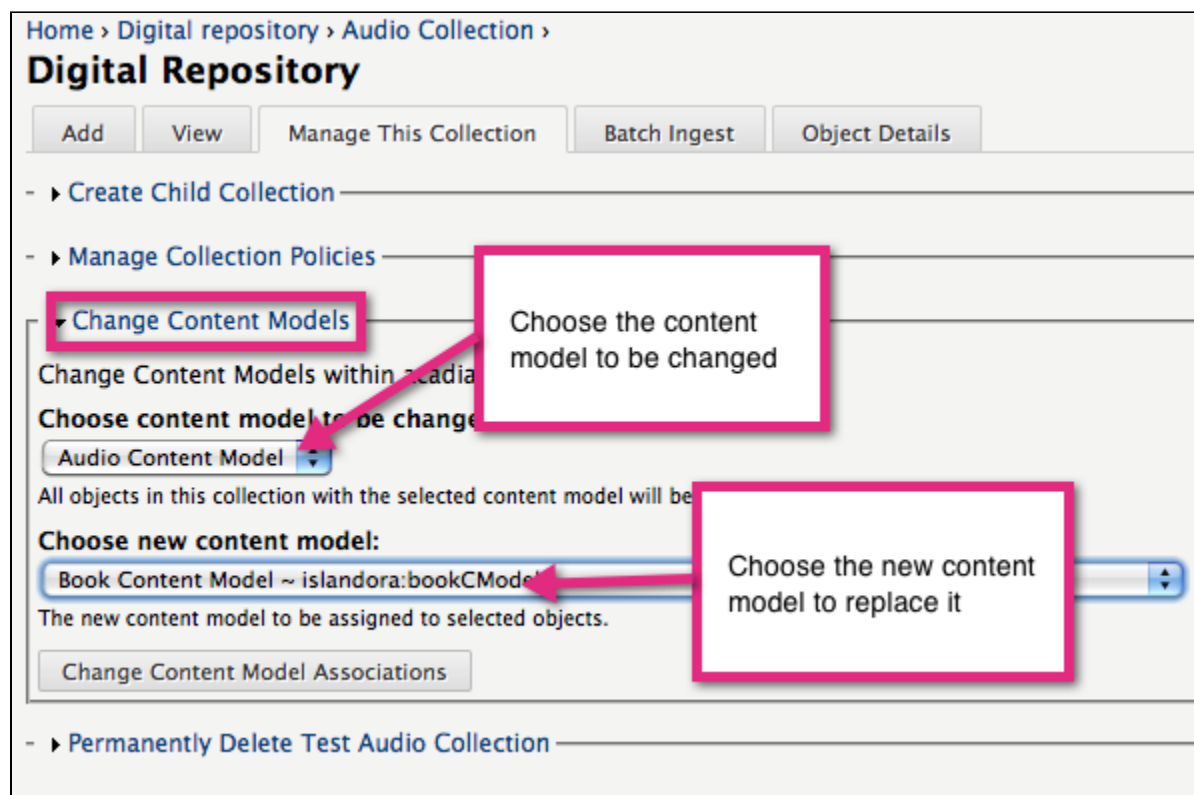 Home › Digital repository › Audio Collection ›
Digital Repository
Add View Manage This Collection Batch Ingest Object Details
Create Child Collection
Manage Collection Policies
Change Content Models
Choose the content
model to be changed
Change Content Models within acadia
Choose content model to be change
Audio Content Model
All objects in this collection with the selected content model will be
Choose new content model:
Book Content Model ~ islandora:bookCModel
Choose the new content
model to replace it
The new content model to be assigned to selected objects.
Change Content Model Associations
Permanently Delete Test Audio Collection